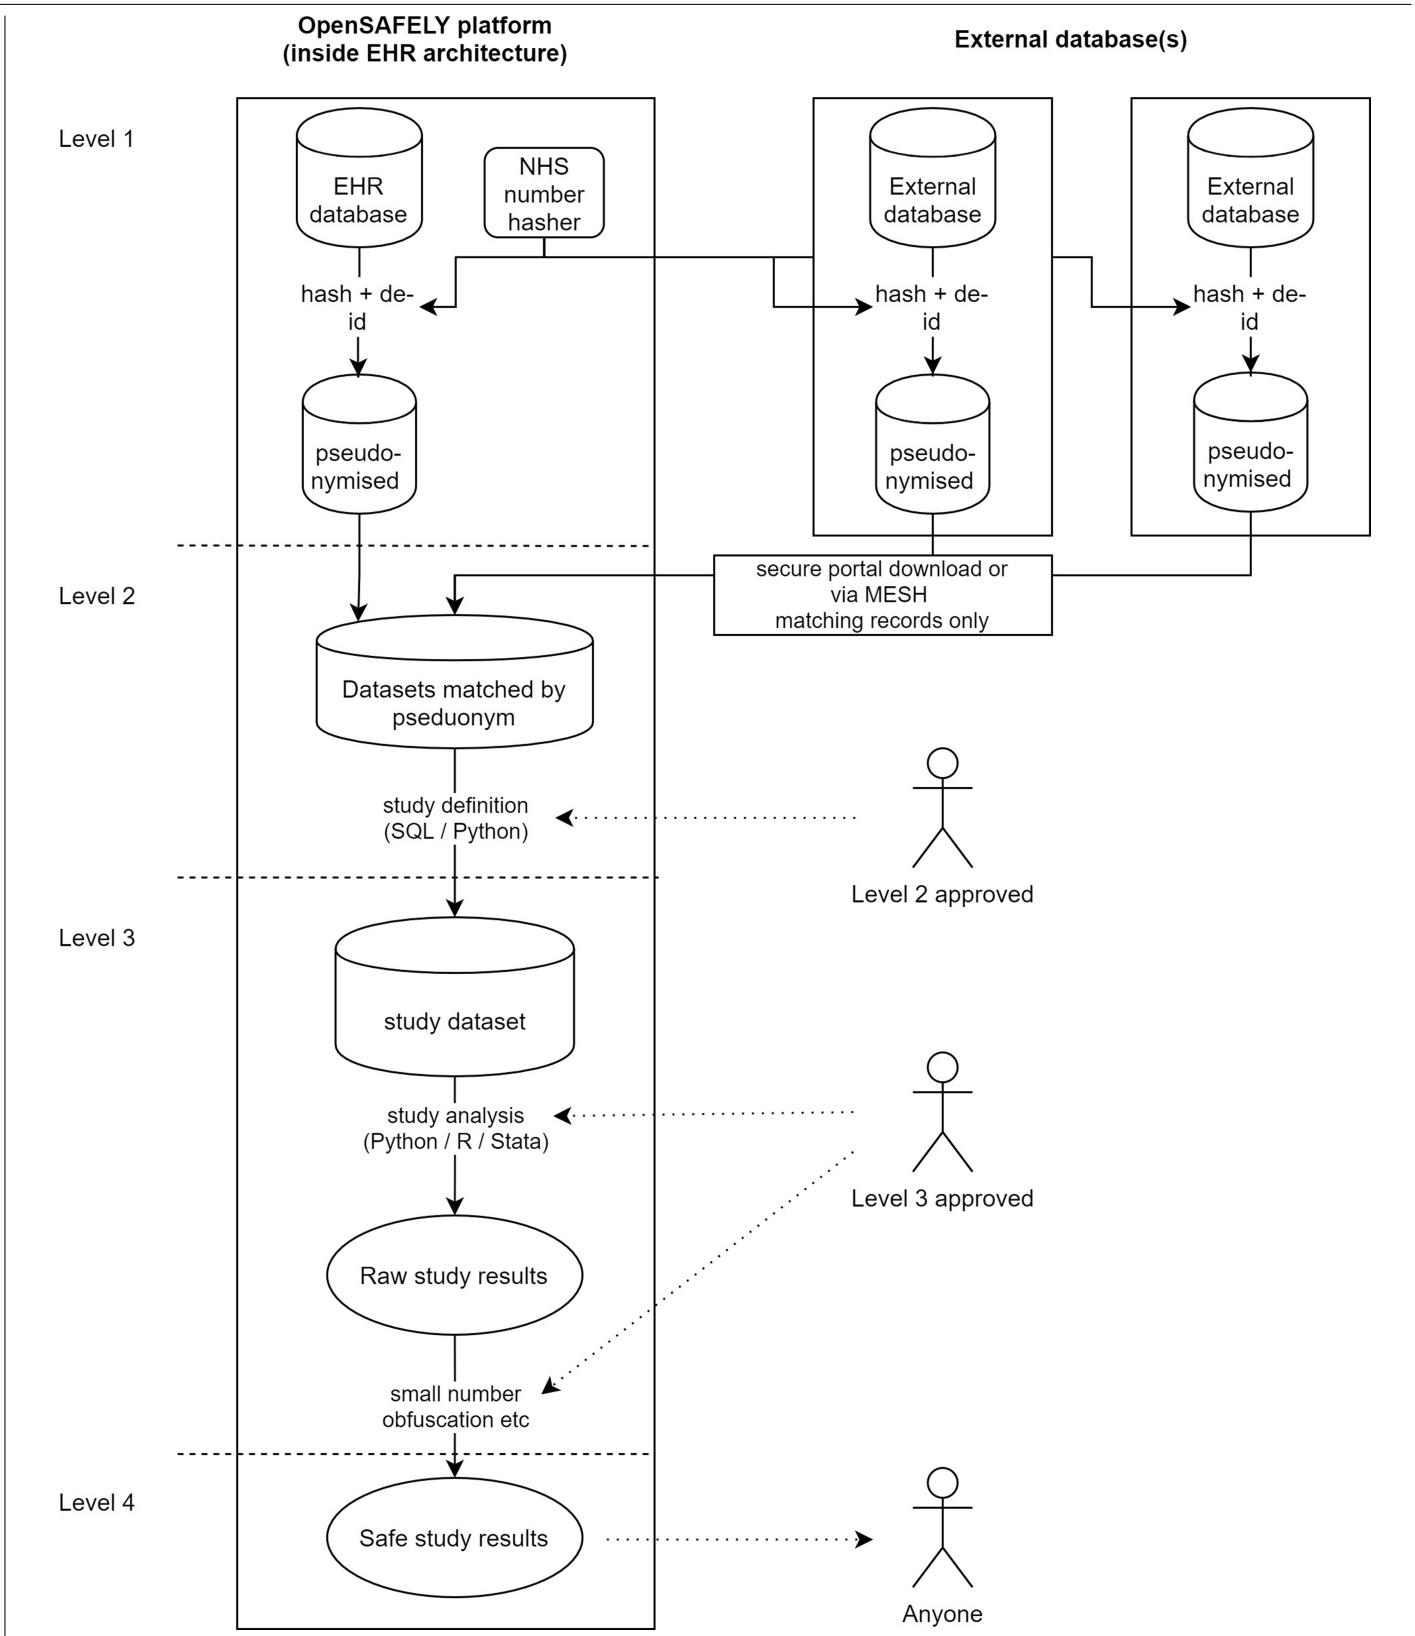 OpenSAFELY platform
(inside EHR architecture)
External database(s)
Level 1
EHR
database
NHS
number
hasher
External
database
External
database
hash + de-
id
hash + de-
id
hash + de-
id
pseudo-
nymised
pseudo-
nymised
pseudo-
nymised
Level 2
secure portal download or
via MESH
matching records only
Datasets matched by
pseduonym
study definition
(SQL / Python)
Level 2 approved
Level 3
study dataset
study analysis
(Python / R / Stata)
Level 3 approved
Raw study results
small number
obfuscation etc
Level 4
Safe study results
Anyone